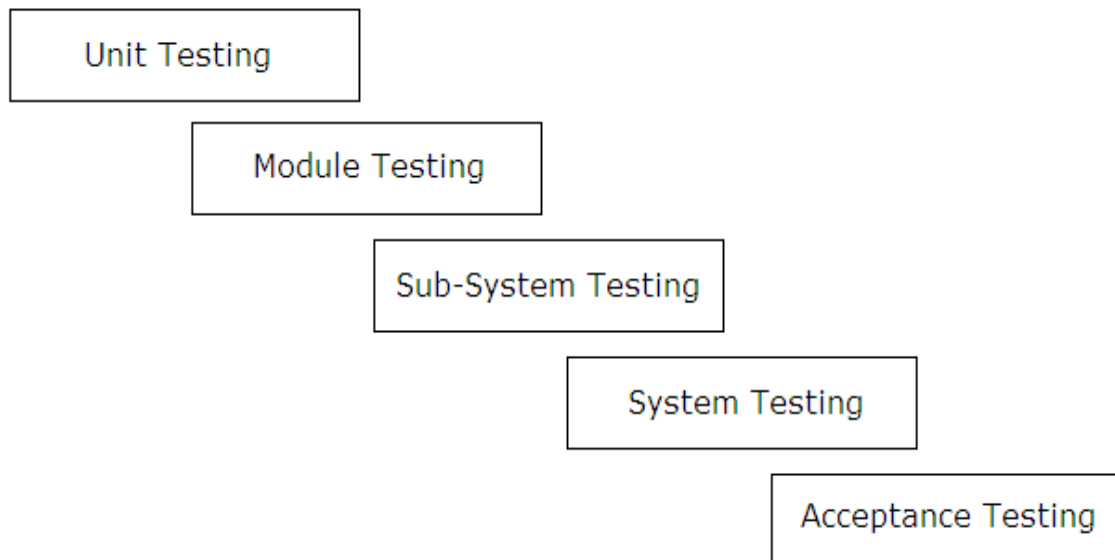 Unit Testing
Module Testing
Sub-System Testing
System Testing
Acceptance Testing